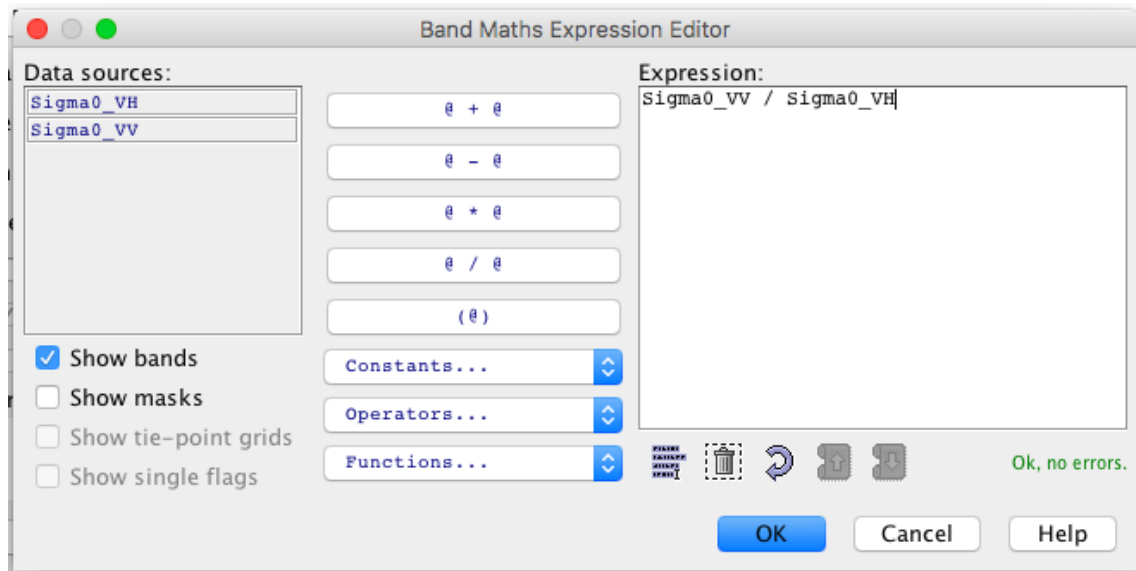 Band Maths Expression Editor
Data sources:
Sigma0_VH
Sigma0_VV
@ + @
@ - @
@ * @
@ / @
(@)
Constants...
Operators...
Functions...
Show bands
Show masks
Show tie-point grids
Show single flags
Expression:
Sigma0_VV / Sigma0_VH
Ok, no errors.
OK
Cancel
Help